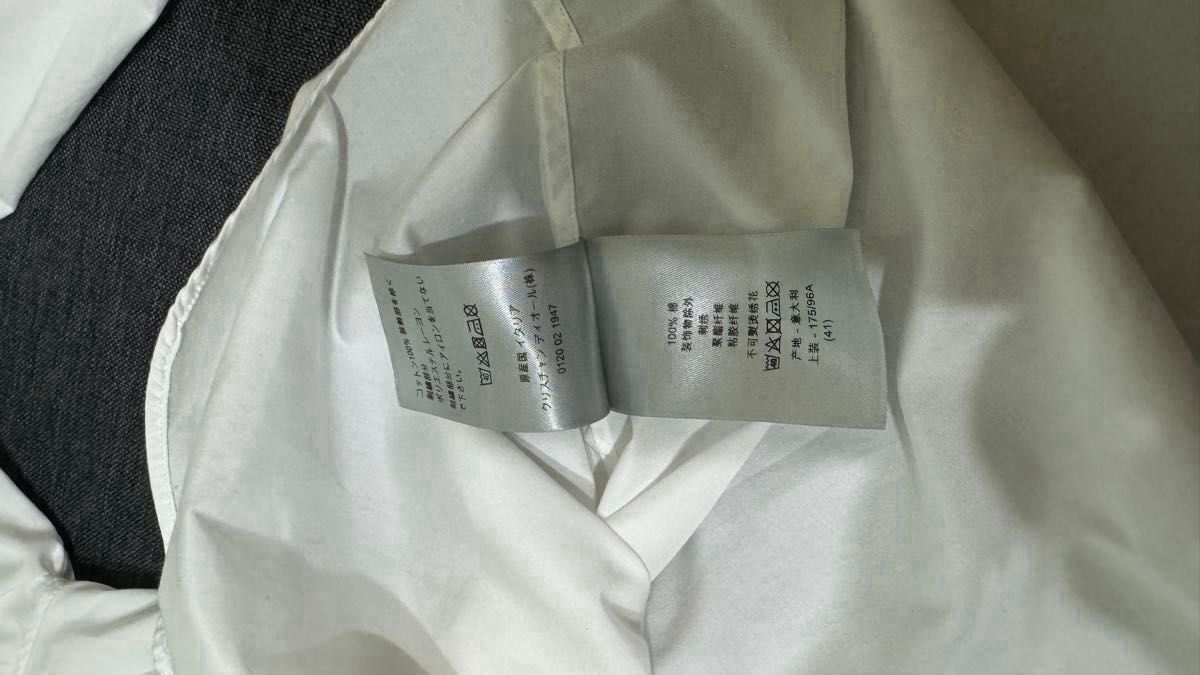 コットン100% 装飾部を除く
刺繍部分
ポリエステル レーヨン
刺繍部分にアイロンを当てない
で下さい。
原産国 イタリア
クリスチャン ディオール(株)
0120 02 1947
100% 棉
装饰物除外
刺绣
聚酯纤维
粘胶纤维
不可熨烫绣花
产地 - 意大利
上装 - 175/96A
(41)